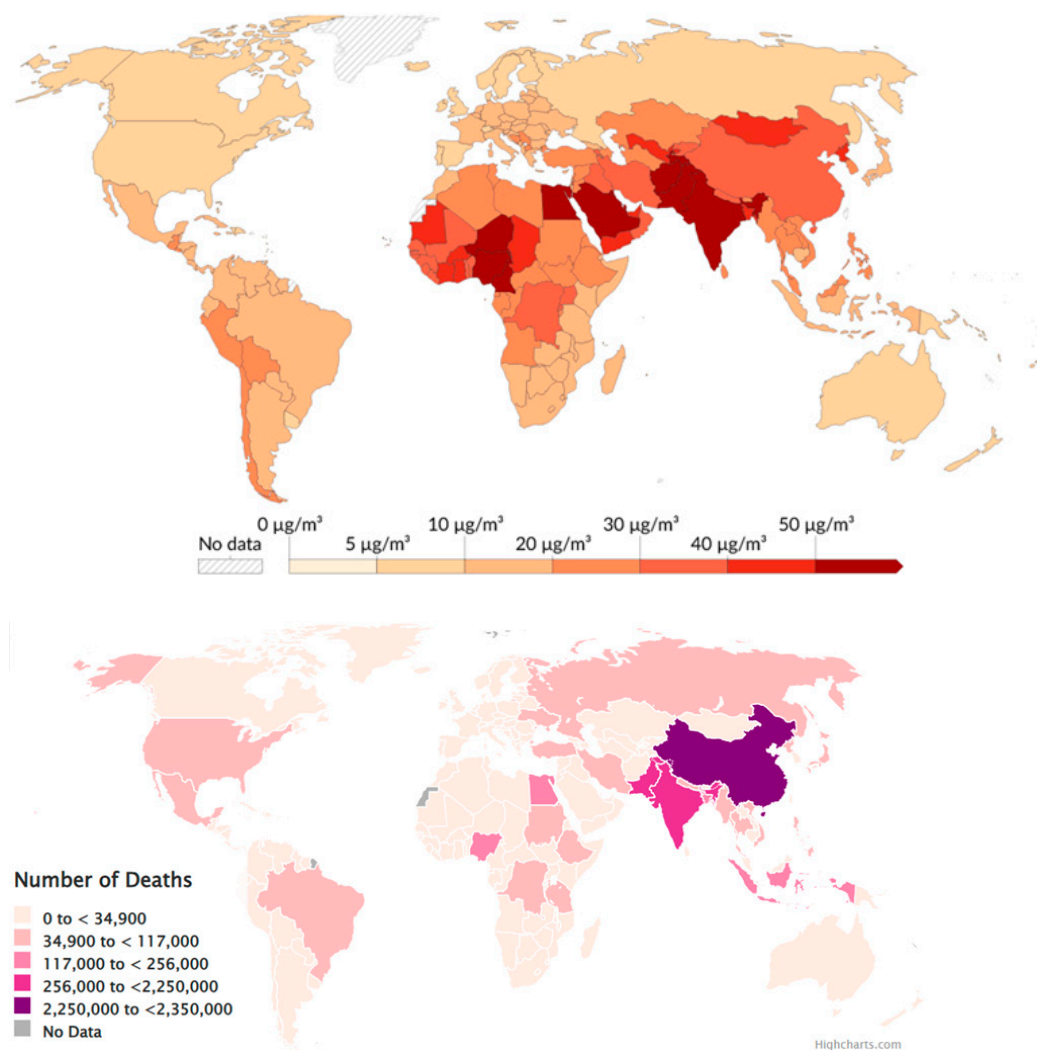 0 µg/m³ 10 µg/m³ 30 µg/m³ 50 µg/m³
No data 5 µg/m³ 20 µg/m³ 40 µg/m³
Number of Deaths
0 to < 34,900
34,900 to < 117,000
117,000 to < 256,000
256,000 to <2,250,000
2,250,000 to <2,350,000
No Data
Highcharts.com